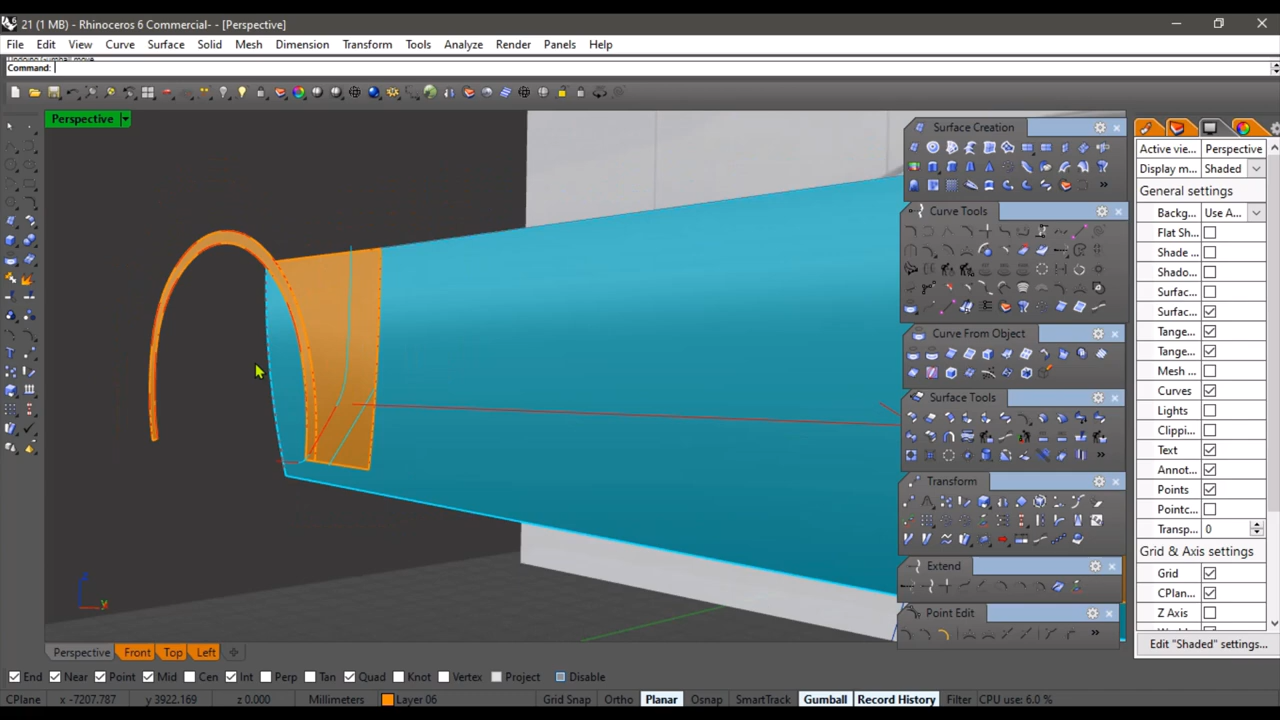 21 (1 MB) - Rhinoceros 6 Commercial- - [Perspective]
File Edit View Curve Surface Solid Mesh Dimension Transform Tools Analyze Render Panels Help
Undoing Gumball move
Command:
Perspective
Surface Creation
Curve Tools
Curve From Object
Surface Tools
Transform
Extend
Point Edit
Active vie... Perspective
Display m... Shaded
General settings
Backg... Use A...
Flat Sh...
Shade ...
Shado...
Surfac...
Surfac...
Tange...
Tange...
Mesh ...
Curves
Lights
Clippi...
Text
Annot...
Points
Pointc...
Transp... 0
Grid & Axis settings
Grid
CPlan...
Z Axis
Edit "Shaded" settings...
z
y
Perspective Front Top Left
End Near Point Mid Cen Int Perp Tan Quad Knot Vertex Project Disable
CPlane x -7207.787 y 3922.169 z 0.000 Millimeters Layer 06 Grid Snap Ortho Planar Osnap SmartTrack Gumball Record History Filter CPU use: 6.0 %